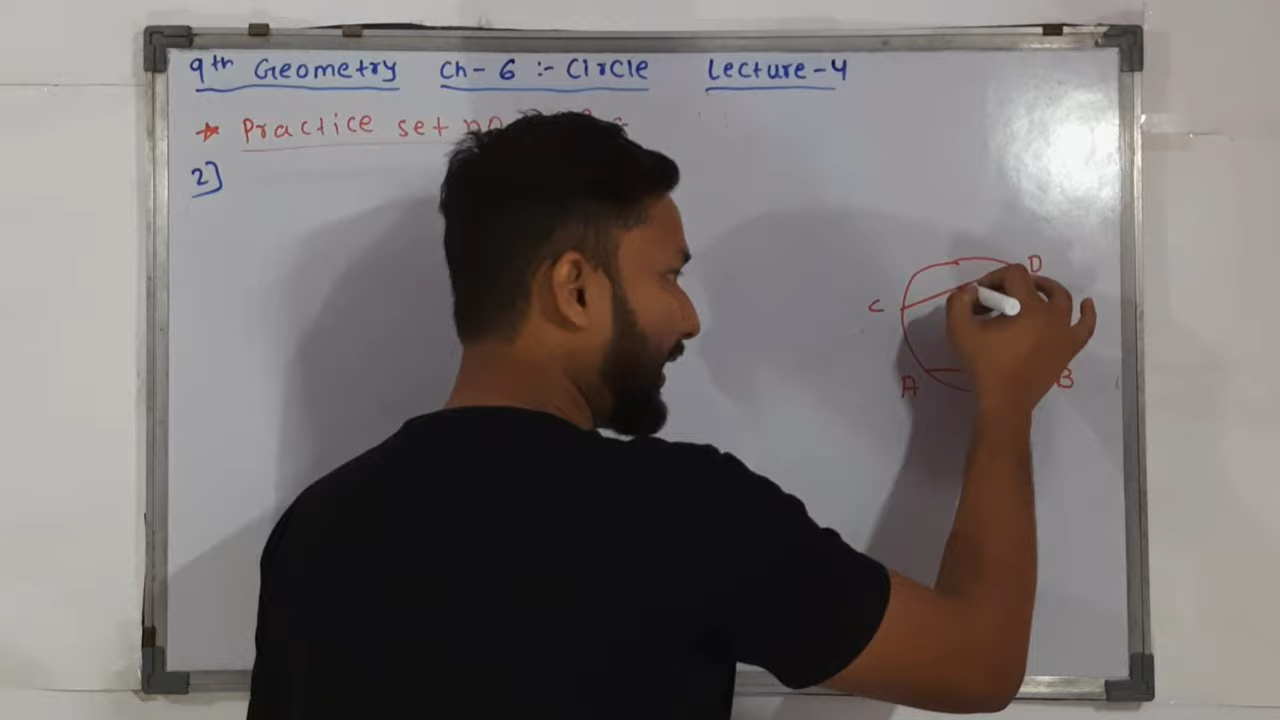 9th Geometry Ch-6 :- Circle Lecture-4
* Practice set
2]
D
C
A B